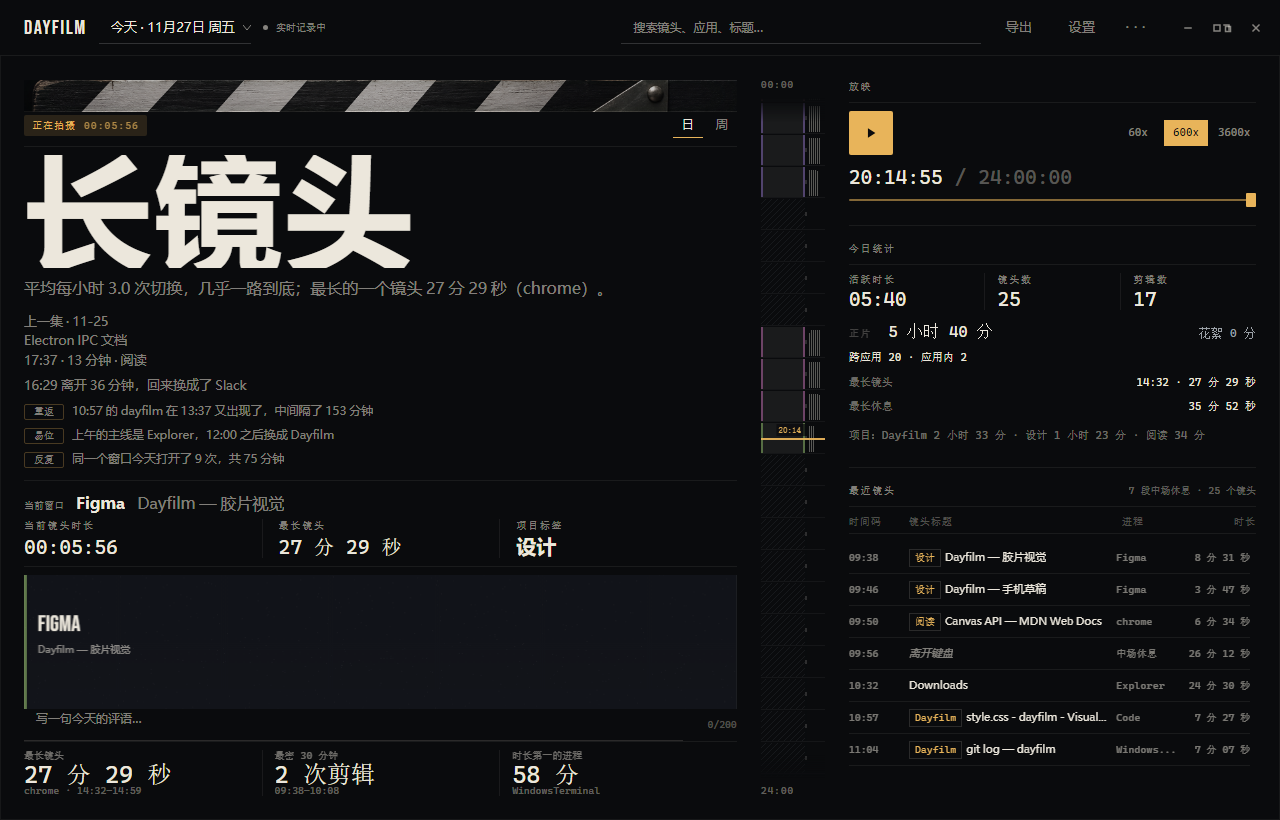 DAYFILM
今天 · 11月27日 周五
实时记录中
搜索镜头、应用、标题...
导出
设置
···
正在拍摄 00:05:56
日
周
长镜头
平均每小时 3.0 次切换，几乎一路到底；最长的一个镜头 27 分 29 秒（chrome）。
上一集 · 11-25
Electron IPC 文档
17:37 · 13 分钟 · 阅读
16:29 离开 36 分钟，回来换成了 Slack
重返 10:57 的 dayfilm 在 13:37 又出现了，中间隔了 153 分钟
易位 上午的主线是 Explorer，12:00 之后换成 Dayfilm
反复 同一个窗口今天打开了 9 次，共 75 分钟
当前窗口 Figma Dayfilm — 胶片视觉
当前镜头时长
00:05:56
最长镜头
27 分 29 秒
项目标签
设计
FIGMA
Dayfilm — 胶片视觉
写一句今天的评语...
0/200
最长镜头
27 分 29 秒
chrome · 14:32–14:59
最密 30 分钟
2 次剪辑
09:38–10:08
时长第一的进程
58 分
WindowsTerminal
00:00
20:14
24:00
放映
60x
600x
3600x
20:14:55 / 24:00:00
今日统计
活跃时长
05:40
镜头数
25
剪辑数
17
正片 5 小时 40 分
花絮 0 分
跨应用 20 · 应用内 2
最长镜头 14:32 · 27 分 29 秒
最长休息 35 分 52 秒
项目: Dayfilm 2 小时 33 分 · 设计 1 小时 23 分 · 阅读 34 分
最近镜头 7 段中场休息 · 25 个镜头
时间码 镜头标题 进程 时长
09:38 设计 Dayfilm — 胶片视觉 Figma 8 分 31 秒
09:46 设计 Dayfilm — 手机草稿 Figma 3 分 47 秒
09:50 阅读 Canvas API — MDN Web Docs chrome 6 分 34 秒
09:56 离开键盘 中场休息 26 分 12 秒
10:32 Downloads Explorer 24 分 30 秒
10:57 Dayfilm style.css - dayfilm - Visual... Code 7 分 27 秒
11:04 Dayfilm git log — dayfilm Windows... 7 分 07 秒